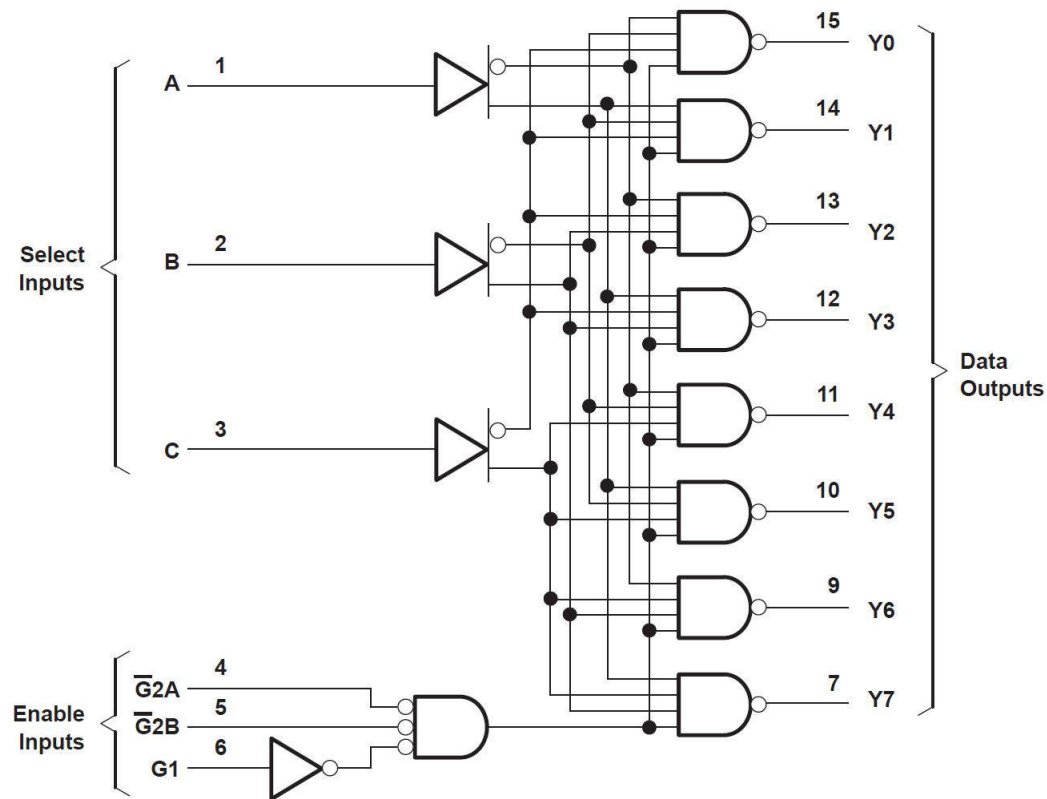 15
Y0
1
A
14
Y1
13
Y2
2
B
Select
Inputs
12
Y3
Data
Outputs
11
Y4
3
C
10
Y5
9
Y6
4
G̅2A
5
G̅2B
Enable
Inputs
6
G1
7
Y7